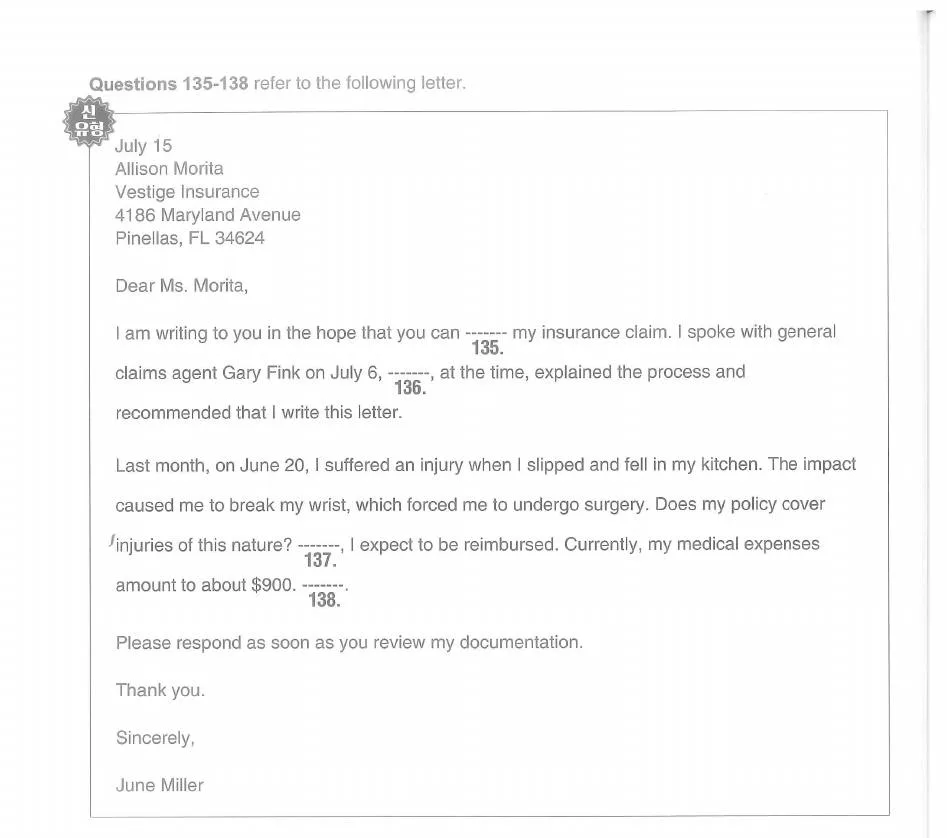 Questions 135-138 refer to the following letter.
신
유형
July 15
Allison Morita
Vestige Insurance
4186 Maryland Avenue
Pinellas, FL 34624
Dear Ms. Morita,
I am writing to you in the hope that you can ------- my insurance claim. I spoke with general
135.
claims agent Gary Fink on July 6, -------, at the time, explained the process and
136.
recommended that I write this letter.
Last month, on June 20, I suffered an injury when I slipped and fell in my kitchen. The impact
caused me to break my wrist, which forced me to undergo surgery. Does my policy cover
injuries of this nature? -------, I expect to be reimbursed. Currently, my medical expenses
137.
amount to about $900. -------.
138.
Please respond as soon as you review my documentation.
Thank you.
Sincerely,
June Miller